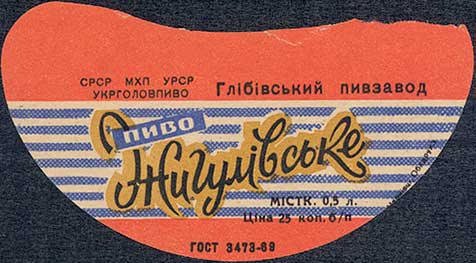 СРСР МХП УРСР
УКРГОЛОВПИВО
Глібівський пивзавод
ПИВО
Жигулівське
МІСТК. 0,5 л.
Ціна 25 коп. б/п
ГОСТ 3473-69